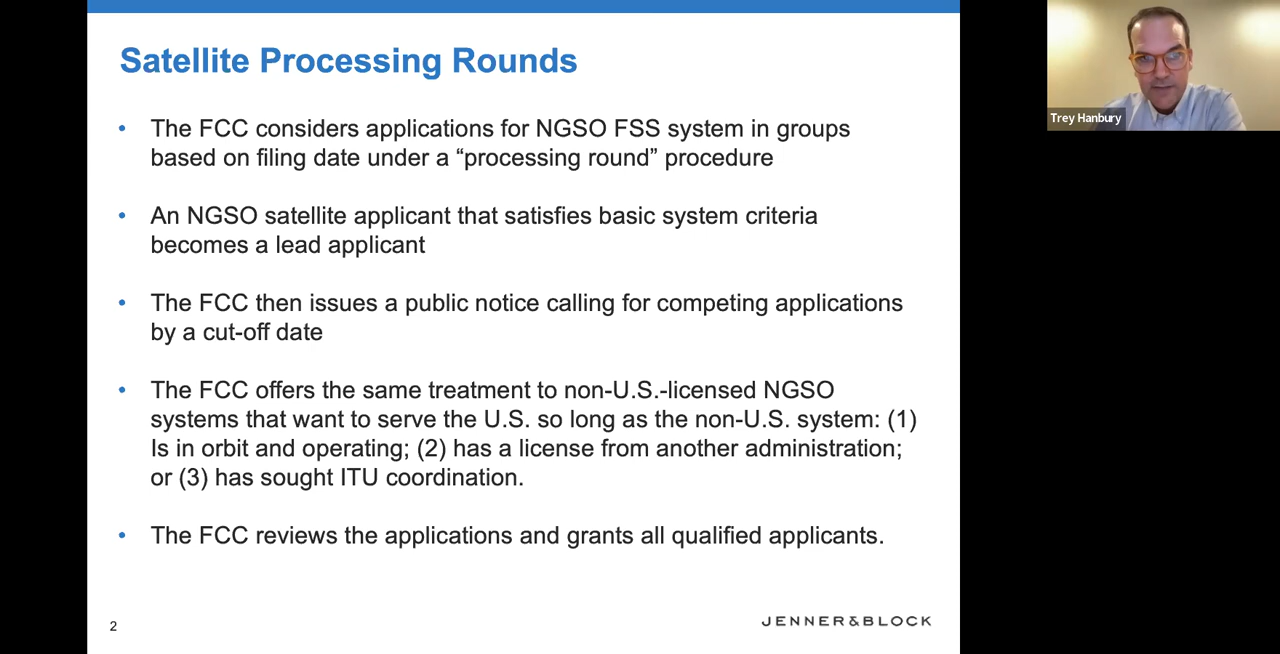 Satellite Processing Rounds
• The FCC considers applications for NGSO FSS system in groups
based on filing date under a “processing round” procedure
• An NGSO satellite applicant that satisfies basic system criteria
becomes a lead applicant
• The FCC then issues a public notice calling for competing applications
by a cut-off date
• The FCC offers the same treatment to non-U.S.-licensed NGSO
systems that want to serve the U.S. so long as the non-U.S. system: (1)
Is in orbit and operating; (2) has a license from another administration;
or (3) has sought ITU coordination.
• The FCC reviews the applications and grants all qualified applicants.
2
JENNER&BLOCK
Trey Hanbury